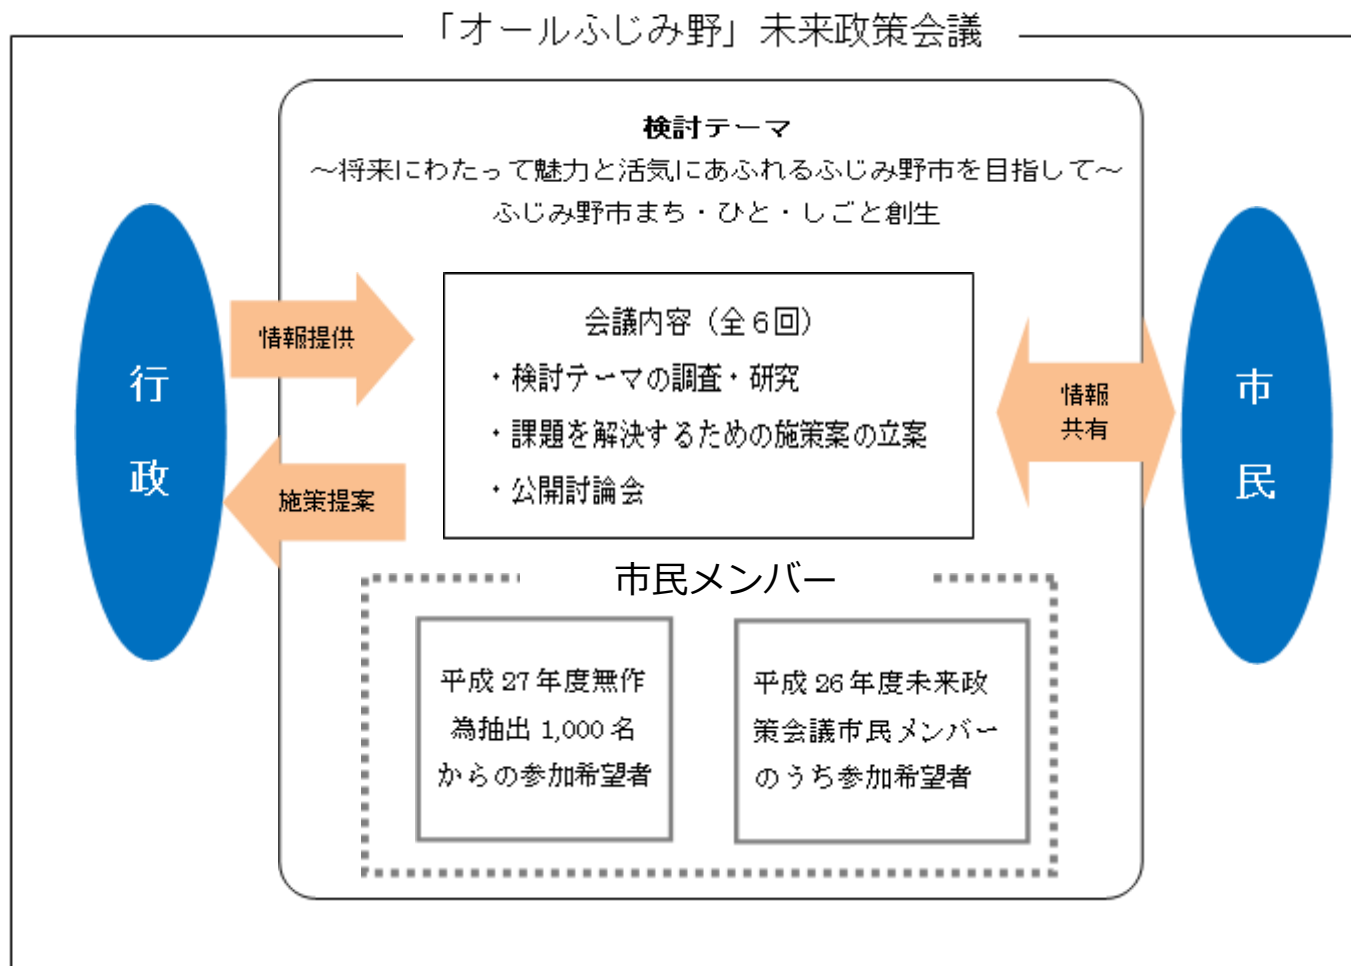 「オールふじみ野」未来政策会議
検討テーマ
～将来にわたって魅力と活気にあふれるふじみ野市を目指して～
ふじみ野市まち・ひと・しごと創生
行
政
情報提供
施策提案
会議内容（全６回）
・検討テーマの調査・研究
・課題を解決するための施策案の立案
・公開討論会
情報
共有
市
民
市民メンバー
平成 27 年度無作
為抽出 1,000 名
からの参加希望者
平成 26 年度未来政
策会議市民メンバー
のうち参加希望者